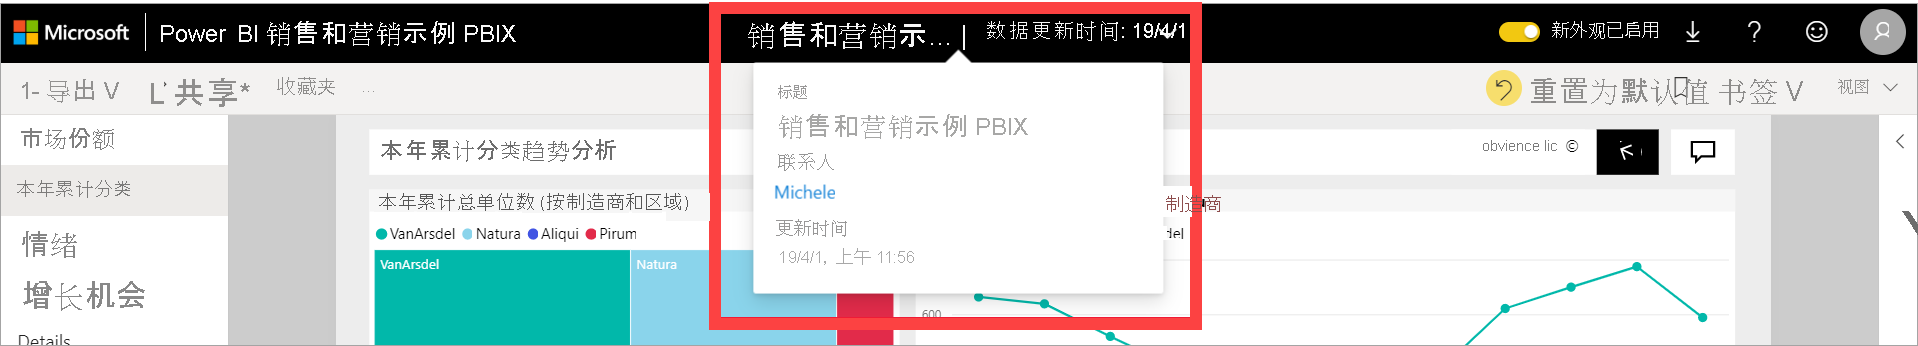 Microsoft Power BI 销售和营销示例 PBIX
销售和营销示... | 数据更新时间: 19/4/1
新外观已启用
1- 导出 V L' 共享* 收藏夹 ...
重置为默认值 书签 V 视图
市场份额
本年累计分类
情绪
增长机会
Details
本年累计分类趋势分析
obvience lic ©
本年累计总单位数 (按制造商和区域)
VanArsdel Natura Aliqui Pirum
VanArsdel
Natura
标题
销售和营销示例 PBIX
联系人
Michele
更新时间
19/4/1, 上午 11:56
制造商
del
600